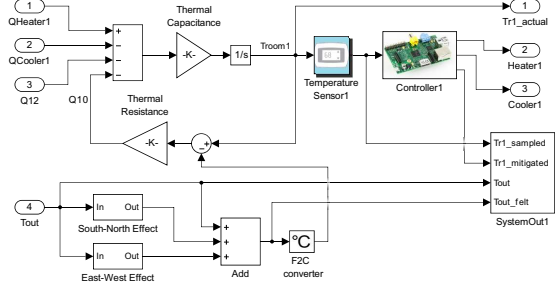 1
QHeater1
2
QCooler1
3
Q12
Q10
+
−
−
−
Thermal
Capacitance
-K-
1/s
Troom1
Thermal
Resistance
-K-
−
+
Temperature
Sensor1
Controller1
1
Tr1_actual
2
Heater1
3
Cooler1
Tr1_sampled
Tr1_mitigated
Tout
Tout_felt
SystemOut1
4
Tout
In Out
South-North Effect
In Out
East-West Effect
+
+
+
Add
°C
F2C
converter